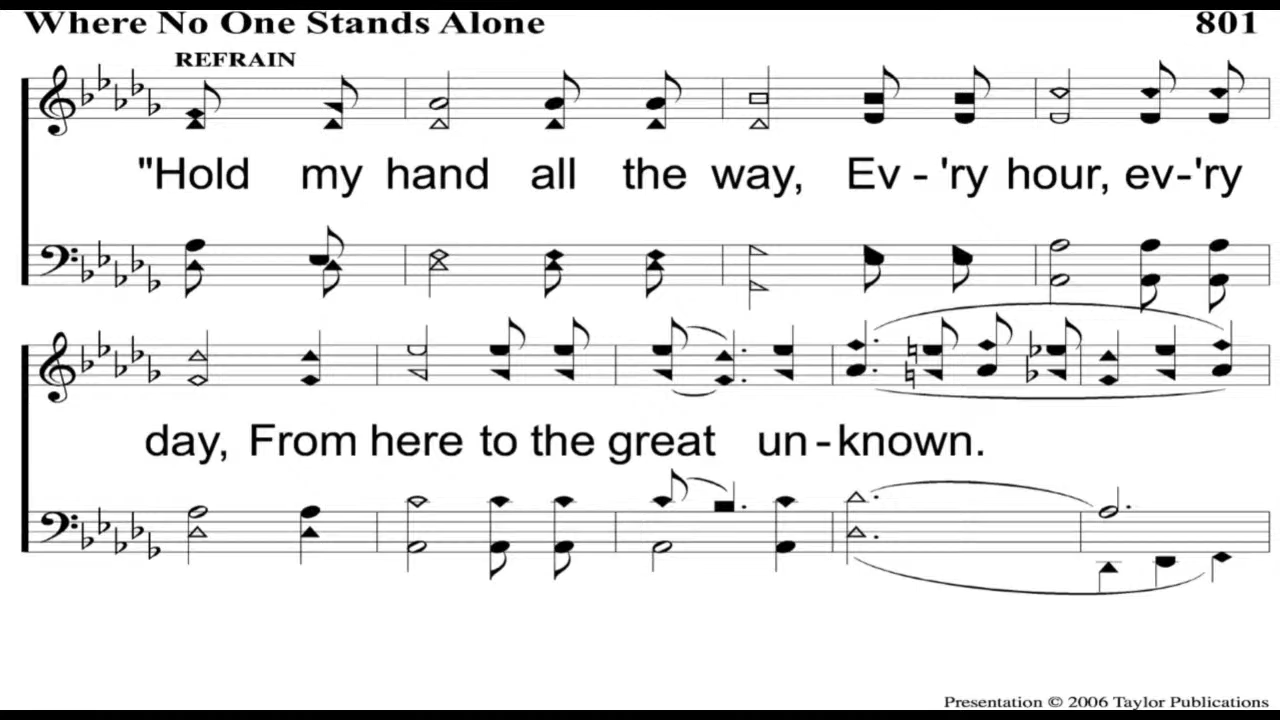 Where No One Stands Alone 801
REFRAIN
"Hold my hand all the way, Ev-'ry hour, ev-'ry
day, From here to the great un-known.
Presentation © 2006 Taylor Publications